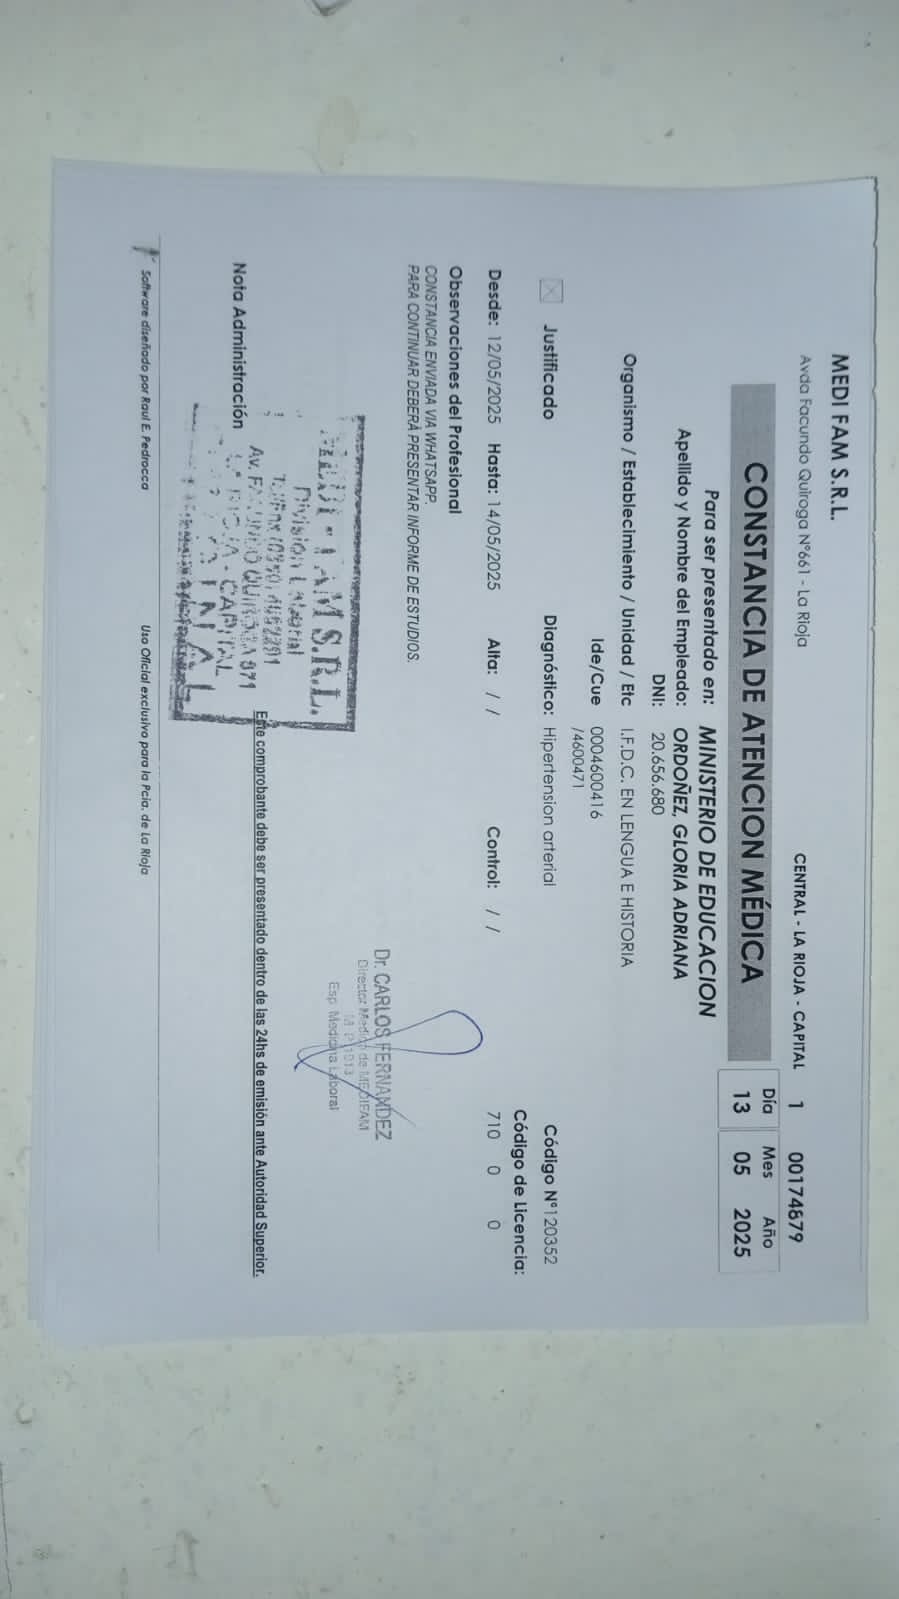 MEDI FAM S.R.L.
Avda Facundo Quiroga N°661 - La Rioja
CENTRAL - LA RIOJA - CAPITAL 1 00174879
CONSTANCIA DE ATENCION MÉDICA
Día Mes Año
13 05 2025
Para ser presentado en: MINISTERIO DE EDUCACION
Apellido y Nombre del Empleado: ORDOÑEZ, GLORIA ADRIANA
DNI: 20.656.680
Organismo / Establecimiento / Unidad / Etc I.F.D.C. EN LENGUA E HISTORIA
Ide/Cue 0004600416
/4600471
Justificado Diagnóstico: Hipertension arterial Código N°120352
Código de Licencia:
Desde: 12/05/2025 Hasta: 14/05/2025 Alta: / / Control: / / 710 0 0
Observaciones del Profesional
CONSTANCIA ENVIADA VIA WHATSAPP.
PARA CONTINUAR DEBERÁ PRESENTAR INFORME DE ESTUDIOS.
Dr. CARLOS FERNANDEZ
Director Medico de MEDIFAM
M.P. 1013
Esp. Medicina Laboral
MEDI - FAM S.R.L.
División Laboral
Av. FACUNDO QUIROGA
LA RIOJA - CAPITAL
Nota Administración
Este comprobante debe ser presentado dentro de las 24hs de emisión ante Autoridad Superior.
Software diseñado por Raul E. Pedrocca Uso Oficial exclusivo para la Pcia. de La Rioja